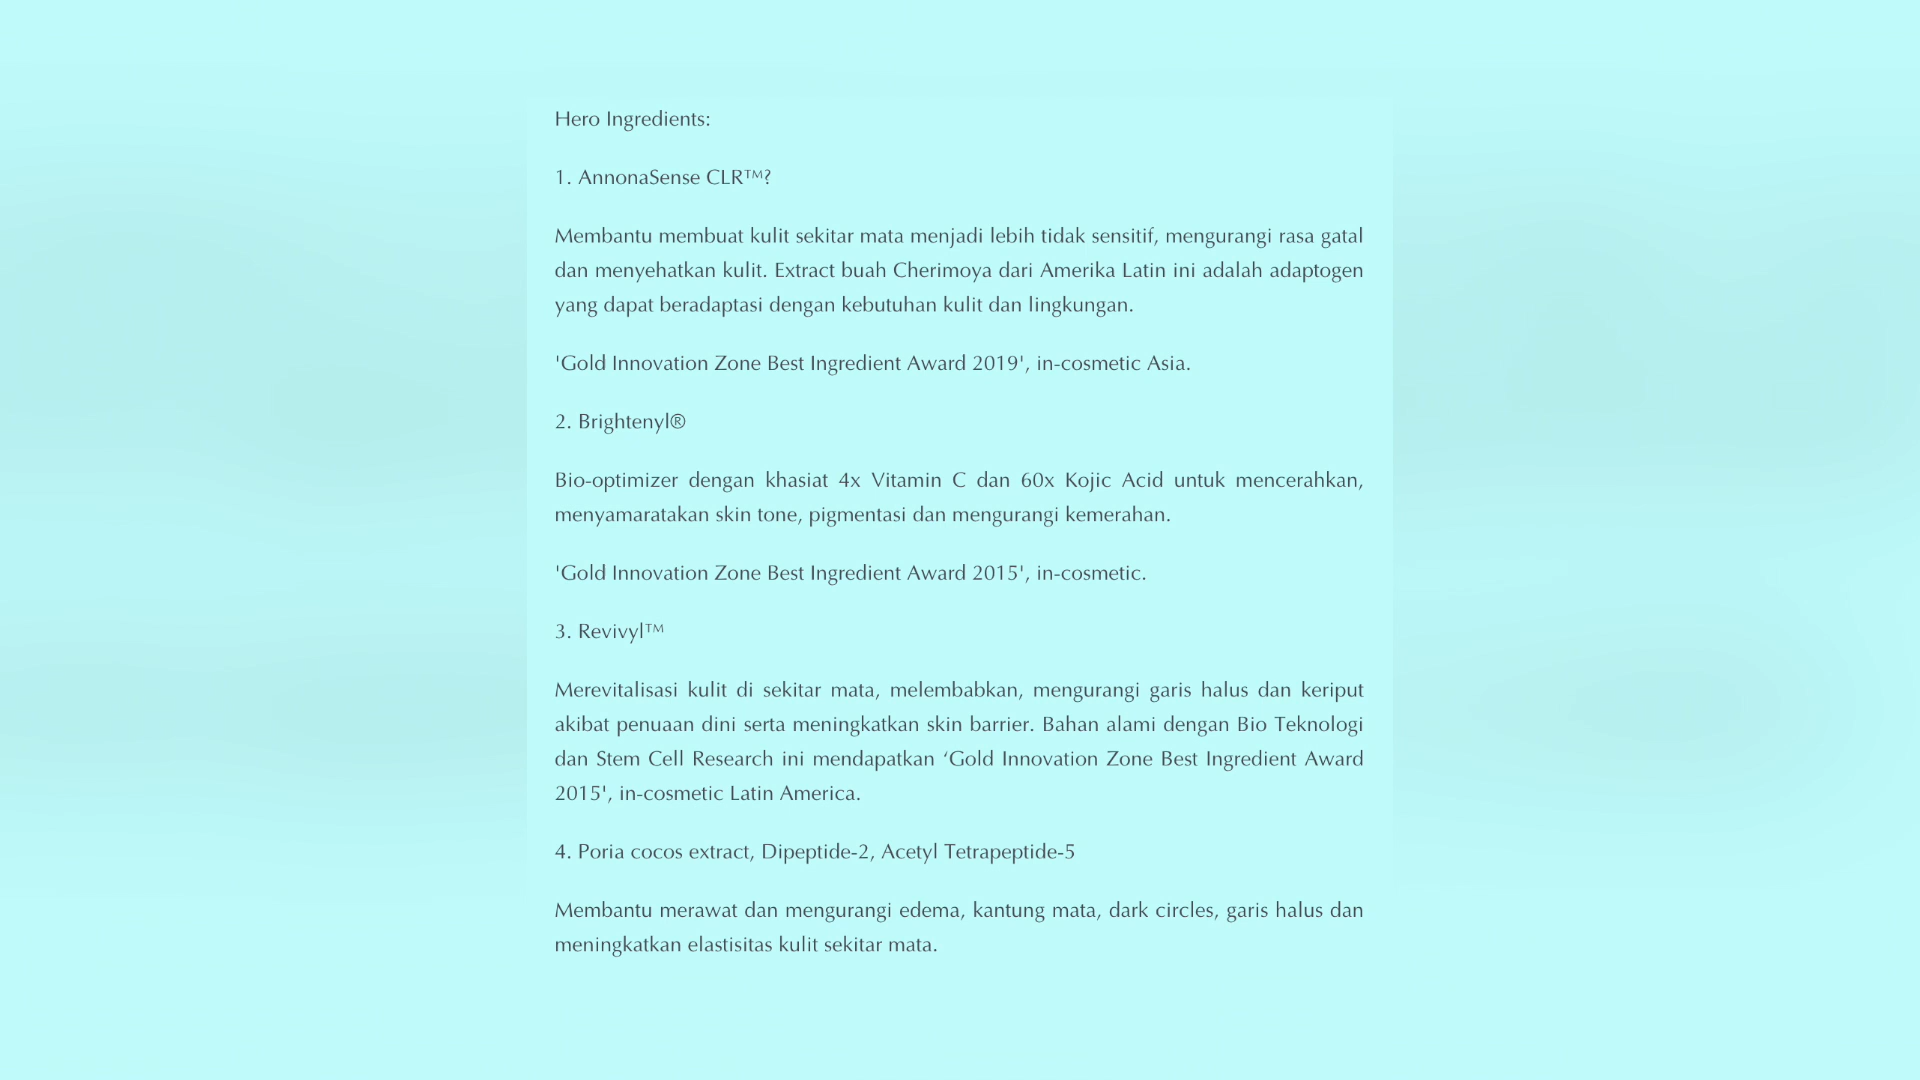 Hero Ingredients:
1. AnnonaSense CLR™?
Membantu membuat kulit sekitar mata menjadi lebih tidak sensitif, mengurangi rasa gatal
dan menyehatkan kulit. Extract buah Cherimoya dari Amerika Latin ini adalah adaptogen
yang dapat beradaptasi dengan kebutuhan kulit dan lingkungan.
'Gold Innovation Zone Best Ingredient Award 2019', in-cosmetic Asia.
2. Brightenyl®
Bio-optimizer dengan khasiat 4x Vitamin C dan 60x Kojic Acid untuk mencerahkan,
menyamaratakan skin tone, pigmentasi dan mengurangi kemerahan.
'Gold Innovation Zone Best Ingredient Award 2015', in-cosmetic.
3. Revivyl™
Merevitalisasi kulit di sekitar mata, melembabkan, mengurangi garis halus dan keriput
akibat penuaan dini serta meningkatkan skin barrier. Bahan alami dengan Bio Teknologi
dan Stem Cell Research ini mendapatkan ‘Gold Innovation Zone Best Ingredient Award
2015', in-cosmetic Latin America.
4. Poria cocos extract, Dipeptide-2, Acetyl Tetrapeptide-5
Membantu merawat dan mengurangi edema, kantung mata, dark circles, garis halus dan
meningkatkan elastisitas kulit sekitar mata.